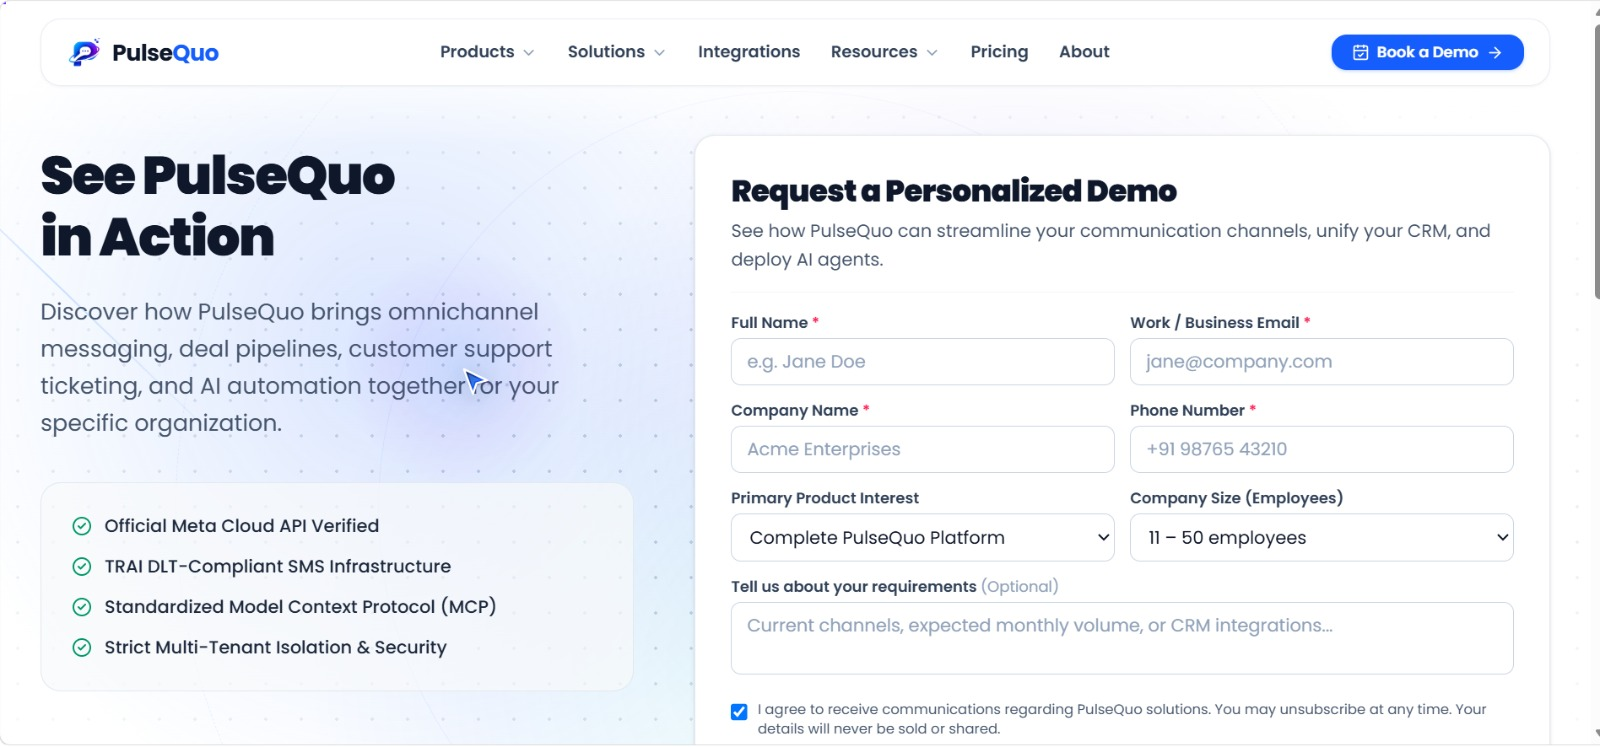 PulseQuo
Products
Solutions
Integrations
Resources
Pricing
About
Book a Demo
See PulseQuo
in Action
Discover how PulseQuo brings omnichannel
messaging, deal pipelines, customer support
ticketing, and AI automation together for your
specific organization.
Official Meta Cloud API Verified
TRAI DLT-Compliant SMS Infrastructure
Standardized Model Context Protocol (MCP)
Strict Multi-Tenant Isolation & Security
Request a Personalized Demo
See how PulseQuo can streamline your communication channels, unify your CRM, and
deploy AI agents.
Full Name *
Work / Business Email *
e.g. Jane Doe
jane@company.com
Company Name *
Phone Number *
Acme Enterprises
+91 98765 43210
Primary Product Interest
Company Size (Employees)
Complete PulseQuo Platform
11 – 50 employees
Tell us about your requirements (Optional)
Current channels, expected monthly volume, or CRM integrations...
I agree to receive communications regarding PulseQuo solutions. You may unsubscribe at any time. Your
details will never be sold or shared.